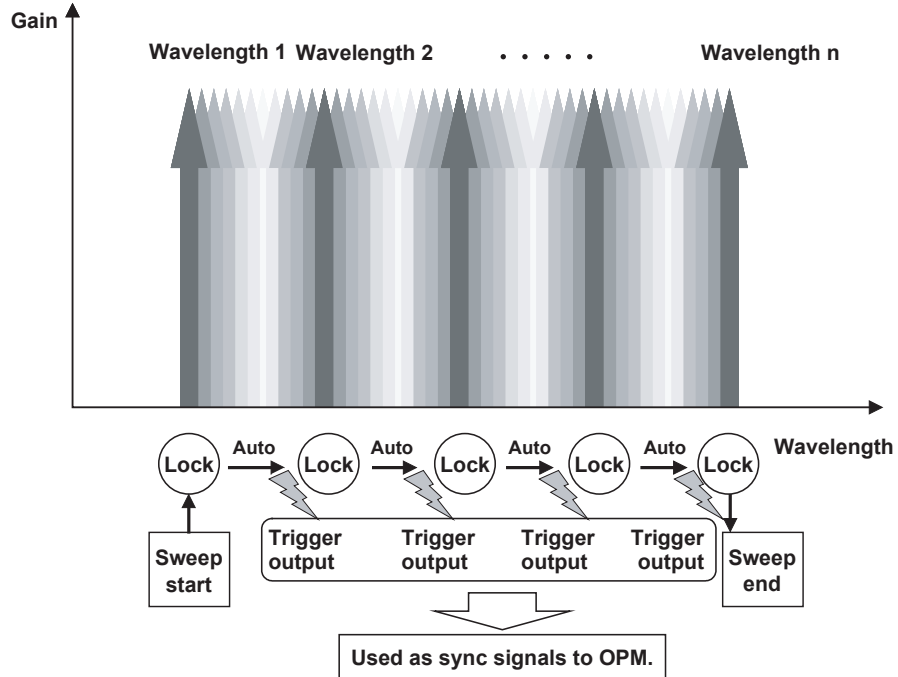 Gain
Wavelength 1 Wavelength 2 . . . . . Wavelength n
Wavelength
Lock Auto Lock Auto Lock Auto Lock Auto Lock
Sweep
start
Trigger
output
Trigger
output
Trigger
output
Trigger
output
Sweep
end
Used as sync signals to OPM.